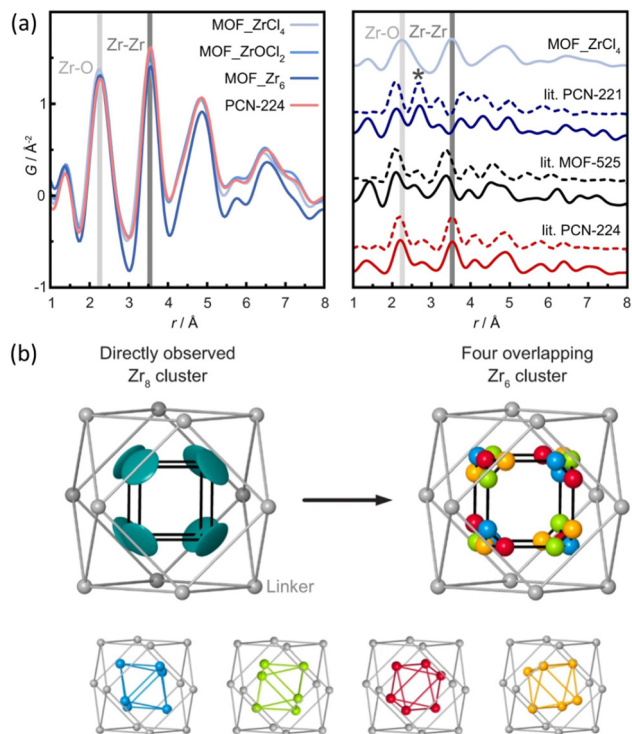 (a)
Zr-O
Zr-Zr
MOF_ZrCl4
MOF_ZrOCl2
MOF_Zr6
PCN-224
G / Å-2
1
0
-1
1 2 3 4 5 6 7 8
r / Å
Zr-O
Zr-Zr
MOF_ZrCl4
*
lit. PCN-221
lit. MOF-525
lit. PCN-224
1 2 3 4 5 6 7 8
r / Å
(b)
Directly observed
Zr8 cluster
Four overlapping
Zr6 cluster
Linker